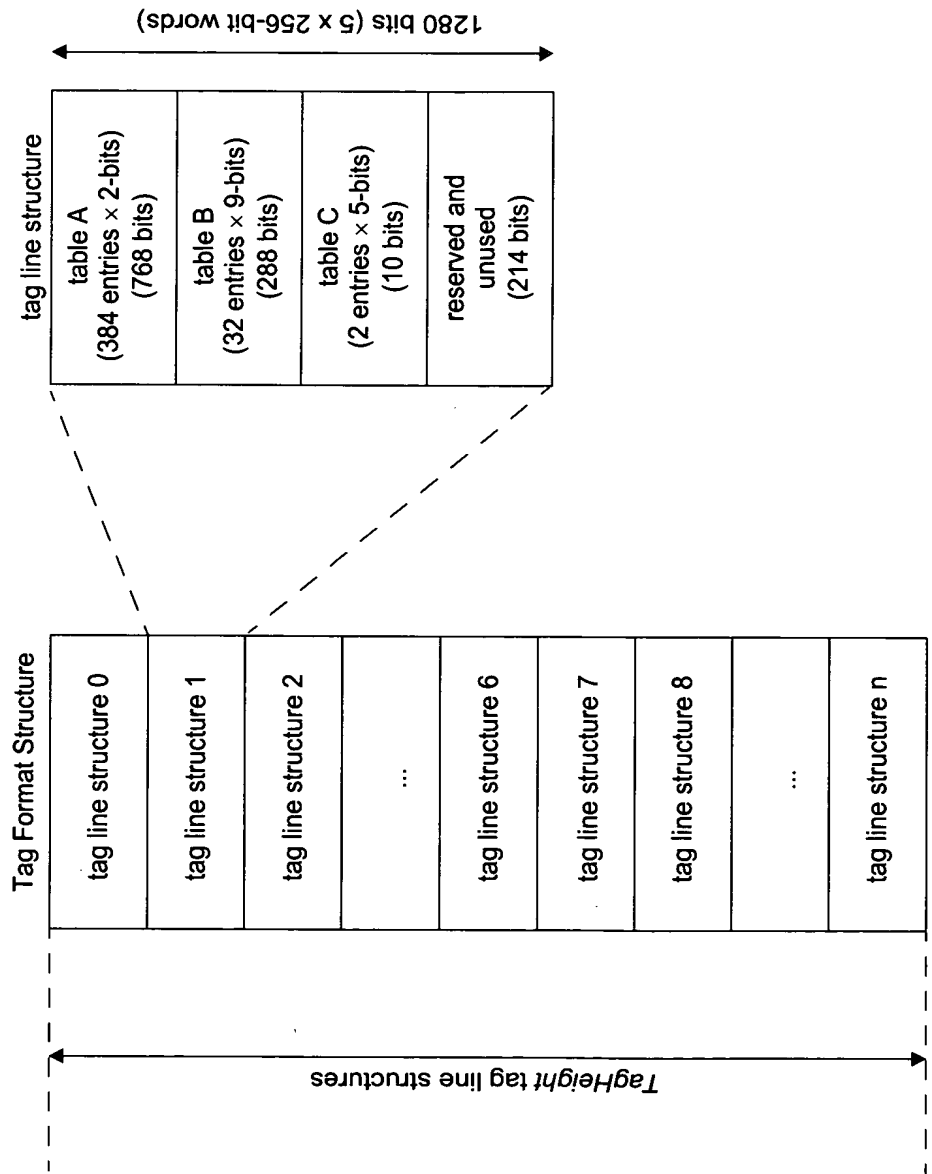 Tag Format Structure
tag line structure 0
tag line structure 1
tag line structure 2
...
tag line structure 6
tag line structure 7
tag line structure 8
...
tag line structure n
TagHeight tag line structures
tag line structure
table A
(384 entries × 2-bits)
(768 bits)
table B
(32 entries × 9-bits)
(288 bits)
table C
(2 entries × 5-bits)
(10 bits)
reserved and
unused
(214 bits)
1280 bits (5 x 256-bit words)